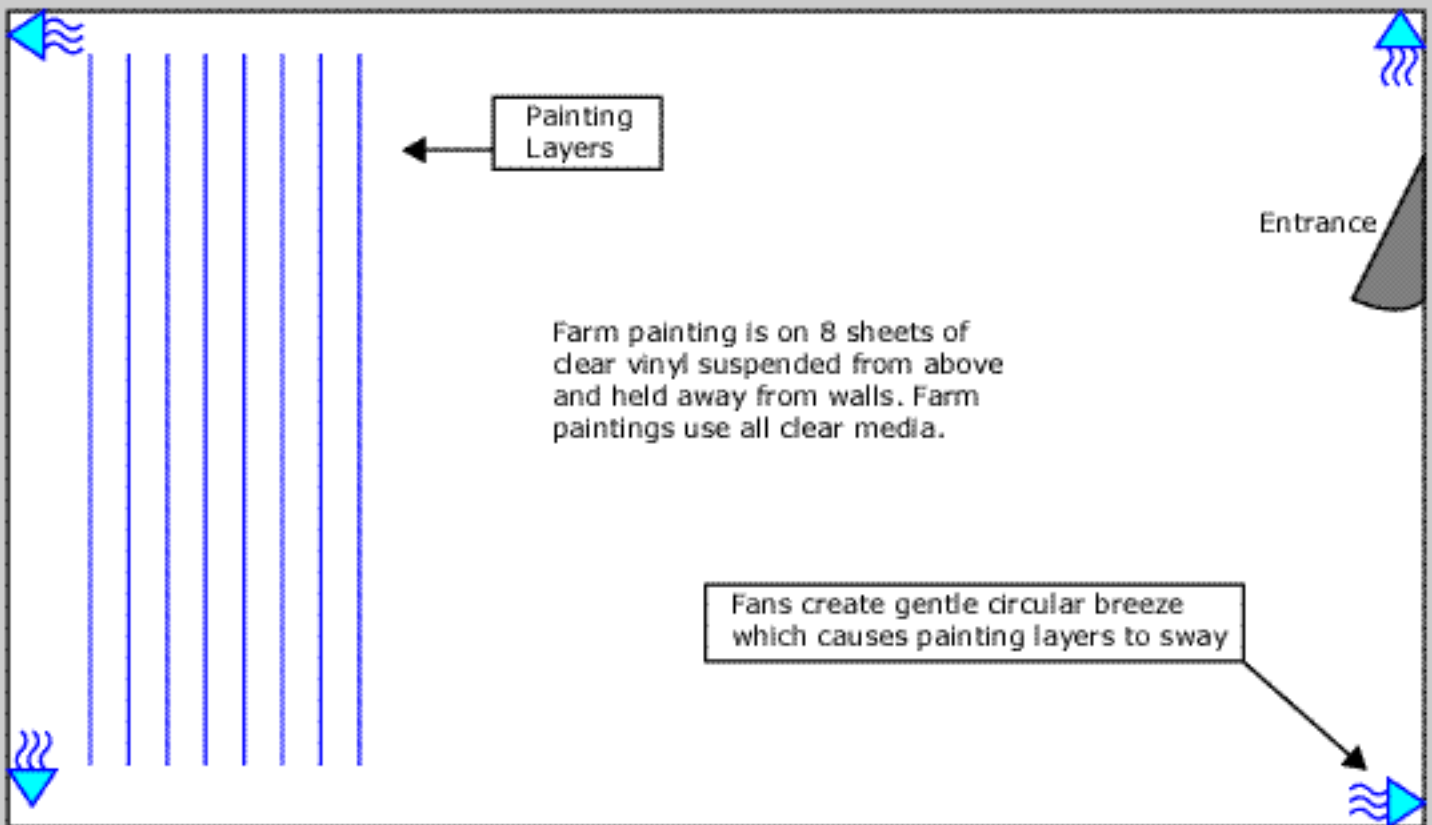 Painting
Layers
Entrance
Farm painting is on 8 sheets of
clear vinyl suspended from above
and held away from walls. Farm
paintings use all clear media.
Fans create gentle circular breeze
which causes painting layers to sway